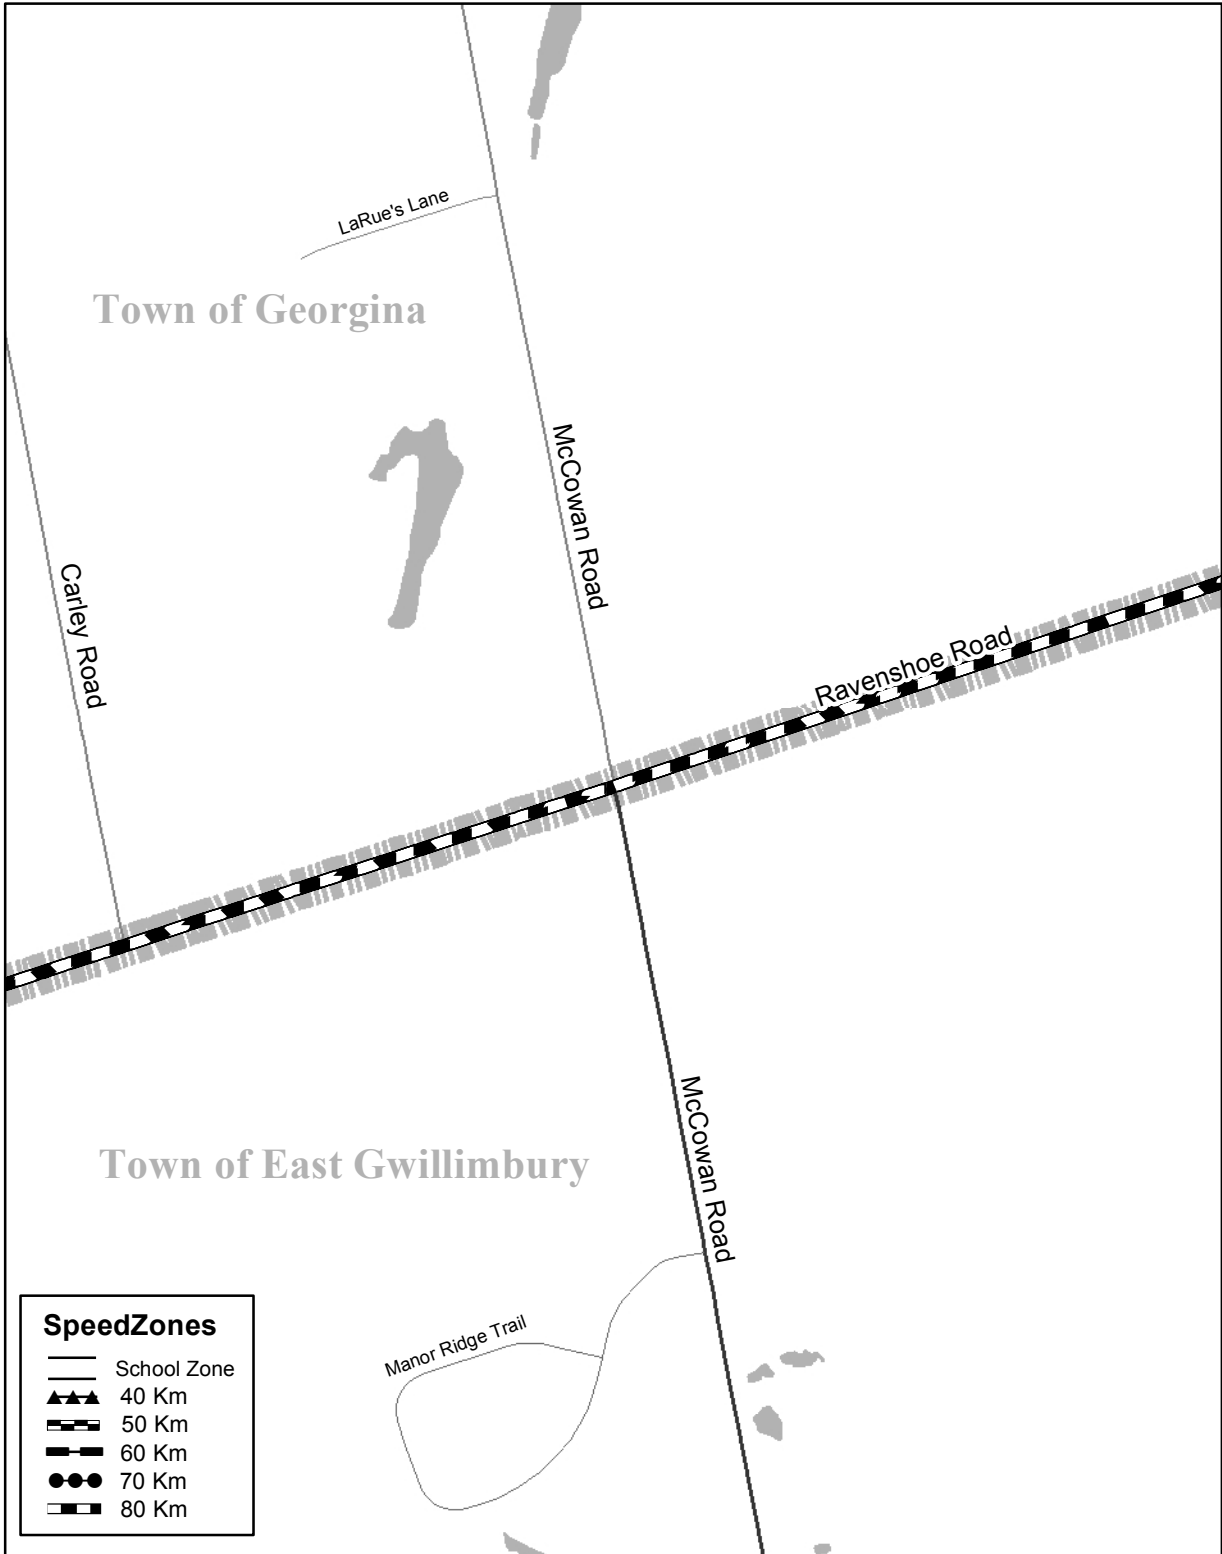 LaRue's Lane
Town of Georgina
McCowan Road
Carley Road
Ravenshoe Road
McCowan Road
Town of East Gwillimbury
Manor Ridge Trail
SpeedZones
School Zone
40 Km
50 Km
60 Km
70 Km
80 Km